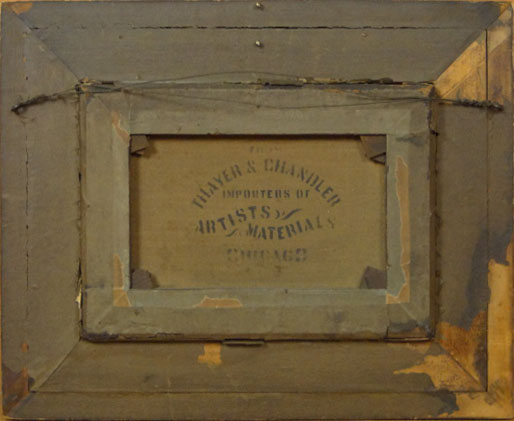 THAYER & CHANDLER
IMPORTERS OF
ARTISTS
MATERIALS
CHICAGO